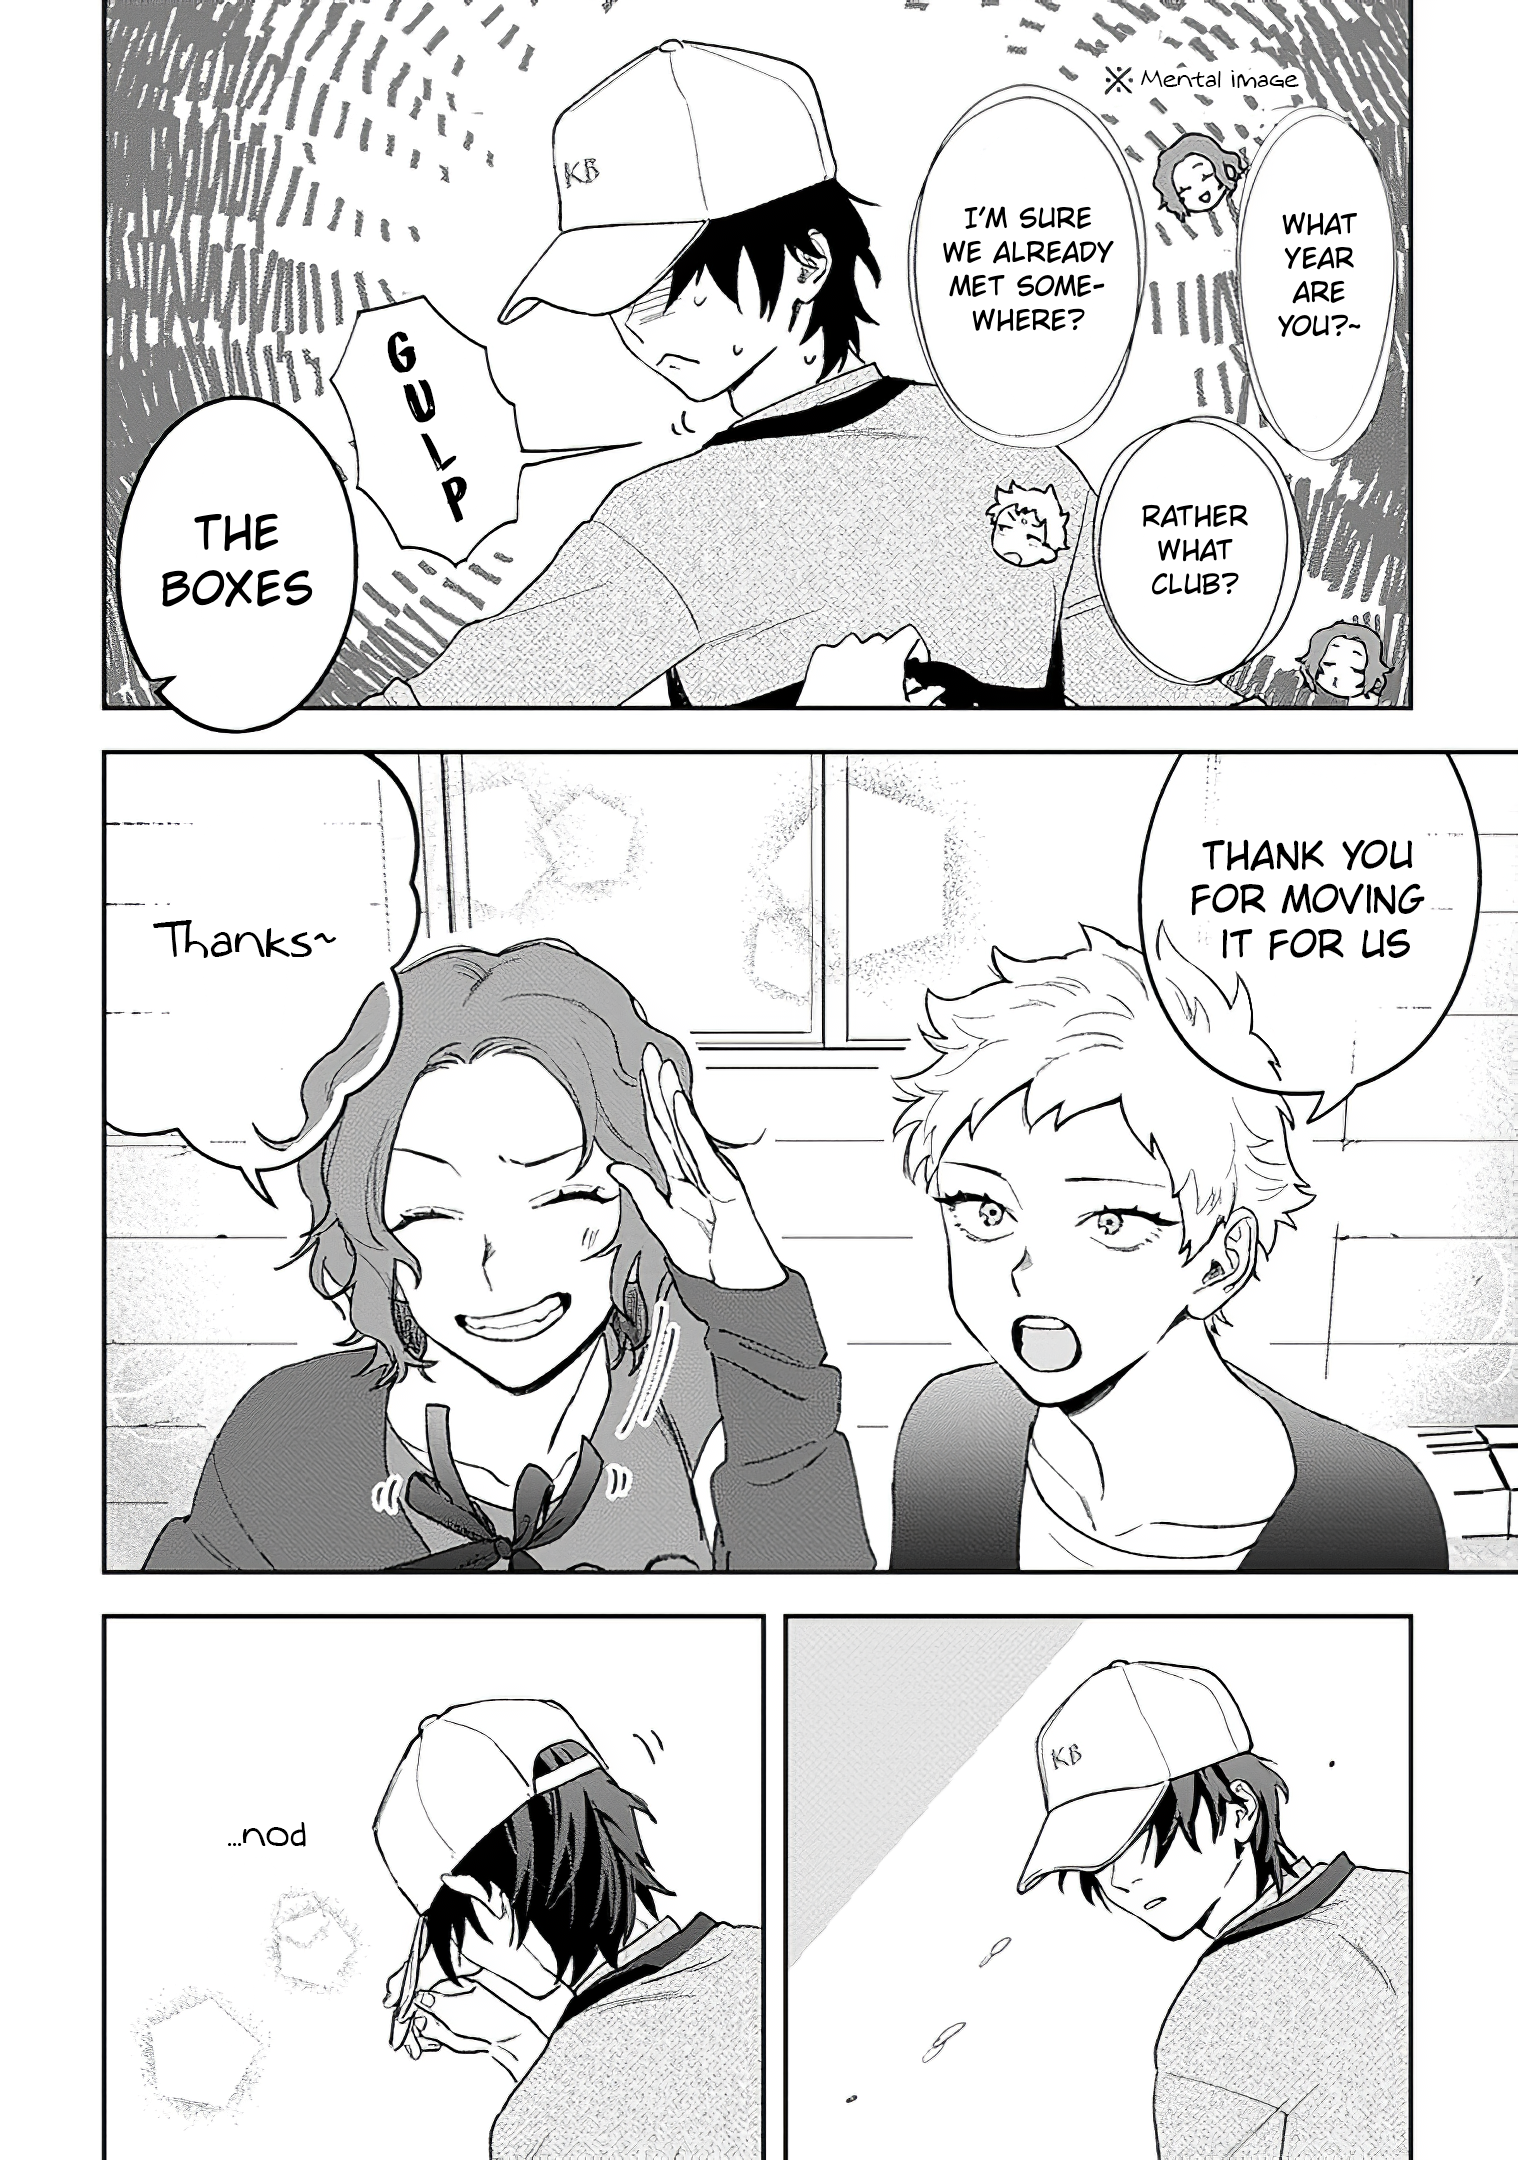 ※ Mental image
WHAT
YEAR
ARE
YOU?~
I'M SURE
WE ALREADY
MET SOME-
WHERE?
RATHER
WHAT
CLUB?
KB
GULP
THE
BOXES
THANK YOU
FOR MOVING
IT FOR US
Thanks~
KB
...nod